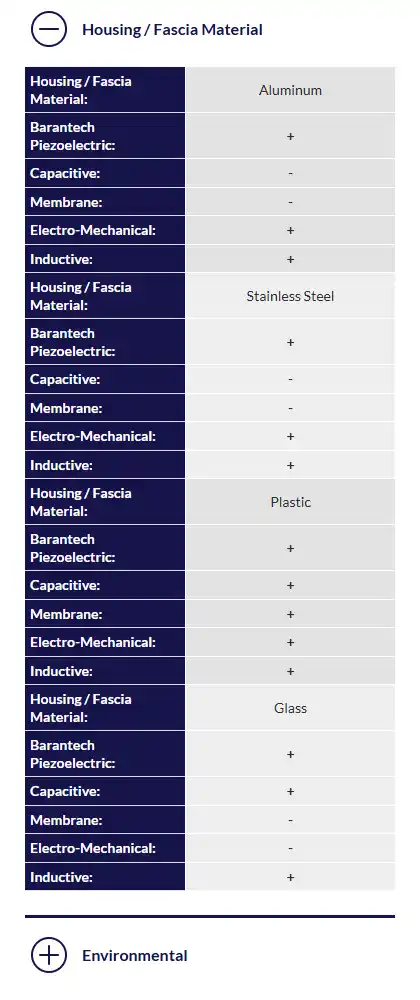 Housing / Fascia Material
Housing / Fascia
Material:
Aluminum
Barantech
Piezoelectric:
+
Capacitive:
-
Membrane:
-
Electro-Mechanical:
+
Inductive:
+
Housing / Fascia
Material:
Stainless Steel
Barantech
Piezoelectric:
+
Capacitive:
-
Membrane:
-
Electro-Mechanical:
+
Inductive:
+
Housing / Fascia
Material:
Plastic
Barantech
Piezoelectric:
+
Capacitive:
+
Membrane:
+
Electro-Mechanical:
+
Inductive:
+
Housing / Fascia
Material:
Glass
Barantech
Piezoelectric:
+
Capacitive:
+
Membrane:
-
Electro-Mechanical:
-
Inductive:
+
Environmental